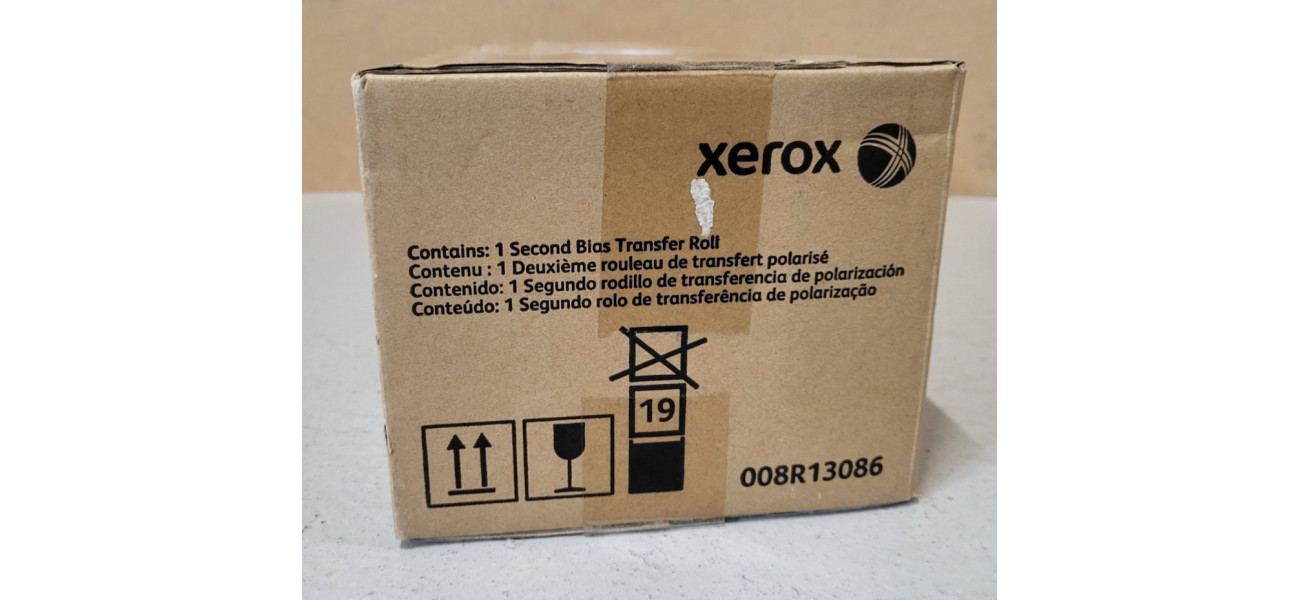 xerox
Contains: 1 Second Bias Transfer Roll
Contenu : 1 Deuxième rouleau de transfert polarisé
Contenido: 1 Segundo rodillo de transferencia de polarización
Conteúdo: 1 Segundo rolo de transferência de polarização
19
008R13086